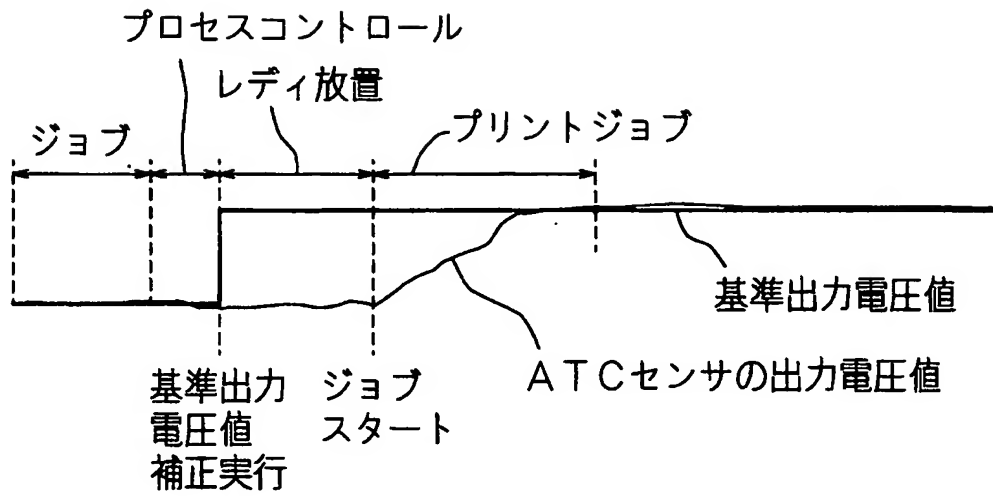 プロセスコントロール
レディ放置
ジョブ
プリントジョブ
基準出力電圧値
ＡＴＣセンサの出力電圧値
基準出力
電圧値
補正実行
ジョブ
スタート